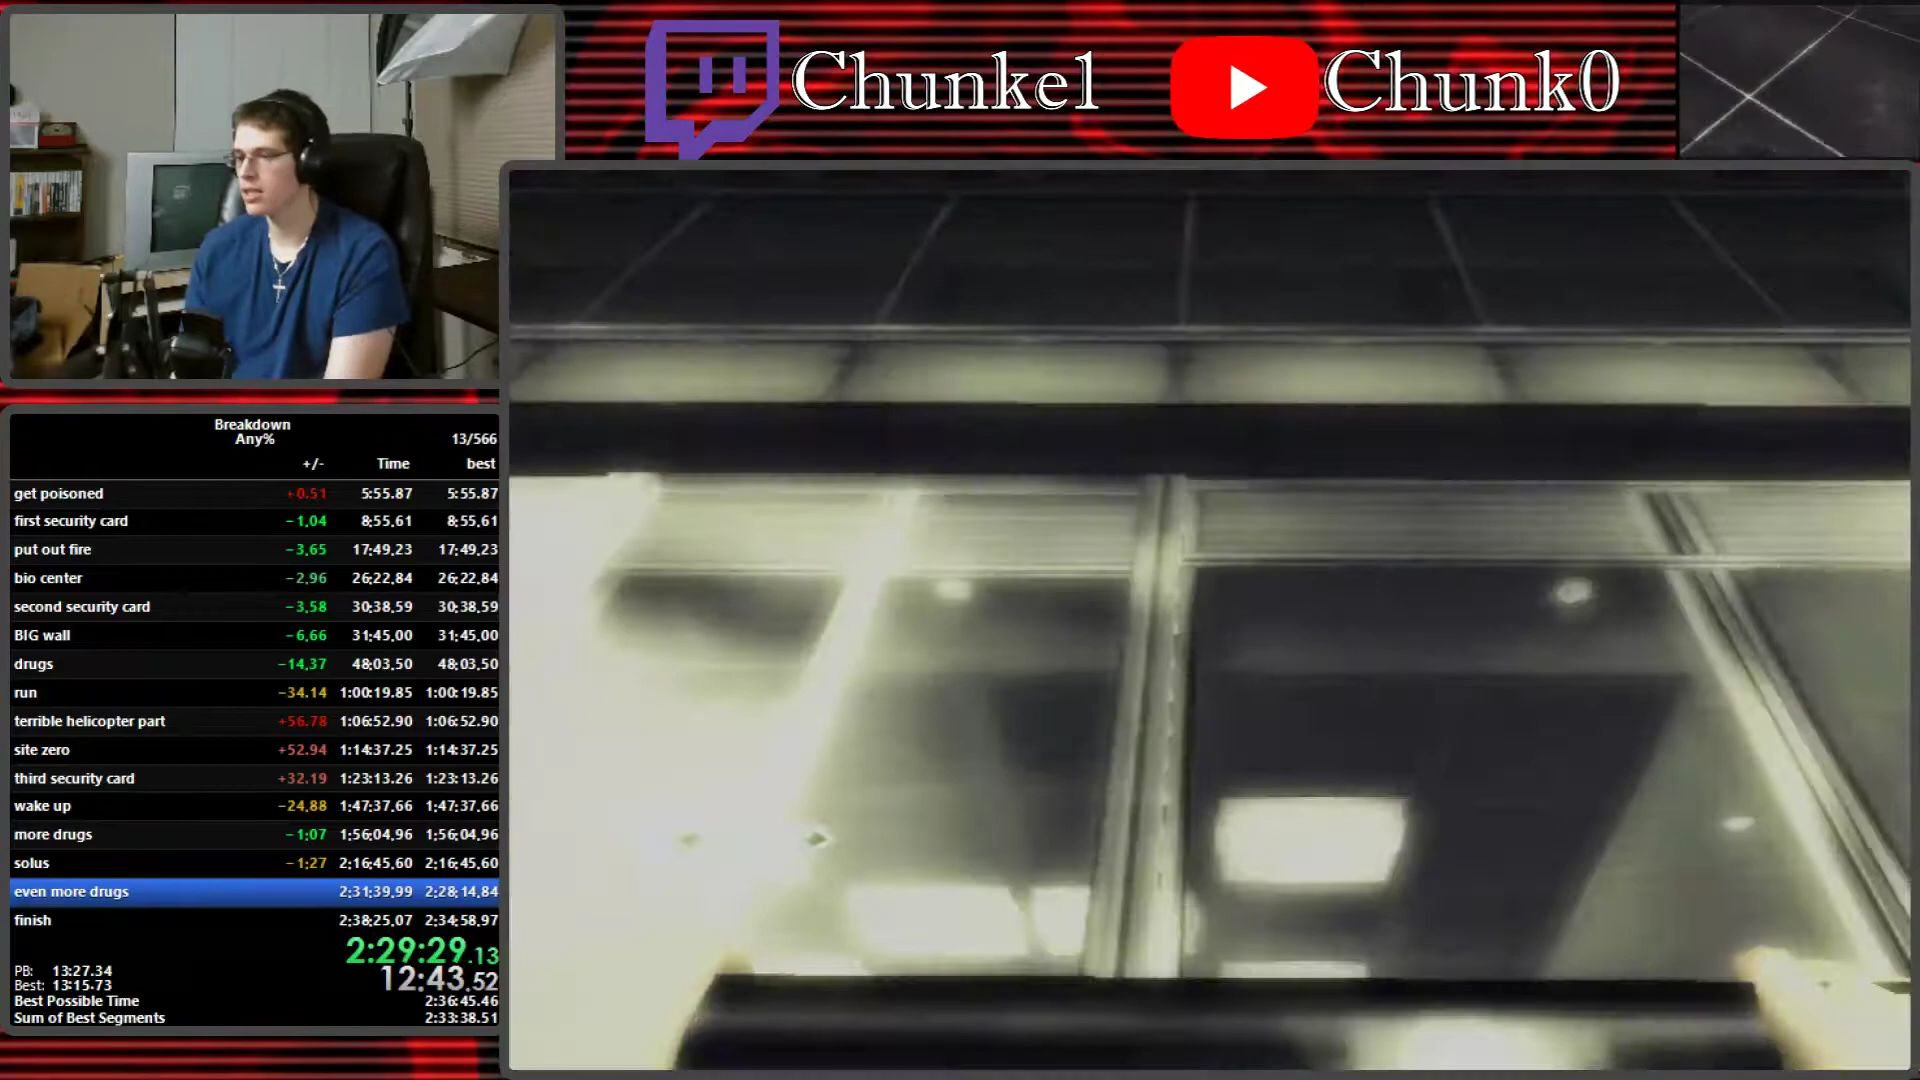 Chunke1
Chunk0
Breakdown
Any% 13/566
+/- Time best
get poisoned +0.51 5:55.87 5:55.87
first security card −1.04 8:55.61 8:55.61
put out fire −3.65 17:49.23 17:49.23
bio center −2.96 26:22.84 26:22.84
second security card −3.58 30:38.59 30:38.59
BIG wall −6.66 31:45.00 31:45.00
drugs −14.37 48:03.50 48:03.50
run −34.14 1:00:19.85 1:00:19.85
terrible helicopter part +56.78 1:06:52.90 1:06:52.90
site zero +52.94 1:14:37.25 1:14:37.25
third security card +32.19 1:23:13.26 1:23:13.26
wake up −24.88 1:47:37.66 1:47:37.66
more drugs −1:07 1:56:04.96 1:56:04.96
solus −1:27 2:16:45.60 2:16:45.60
even more drugs 2:31:39.99 2:28:14.84
finish 2:38:25.07 2:34:58.97
2:29:29.13
PB: 13:27.34 12:43.52
Best: 13:15.73
Best Possible Time 2:36:45.46
Sum of Best Segments 2:33:38.51